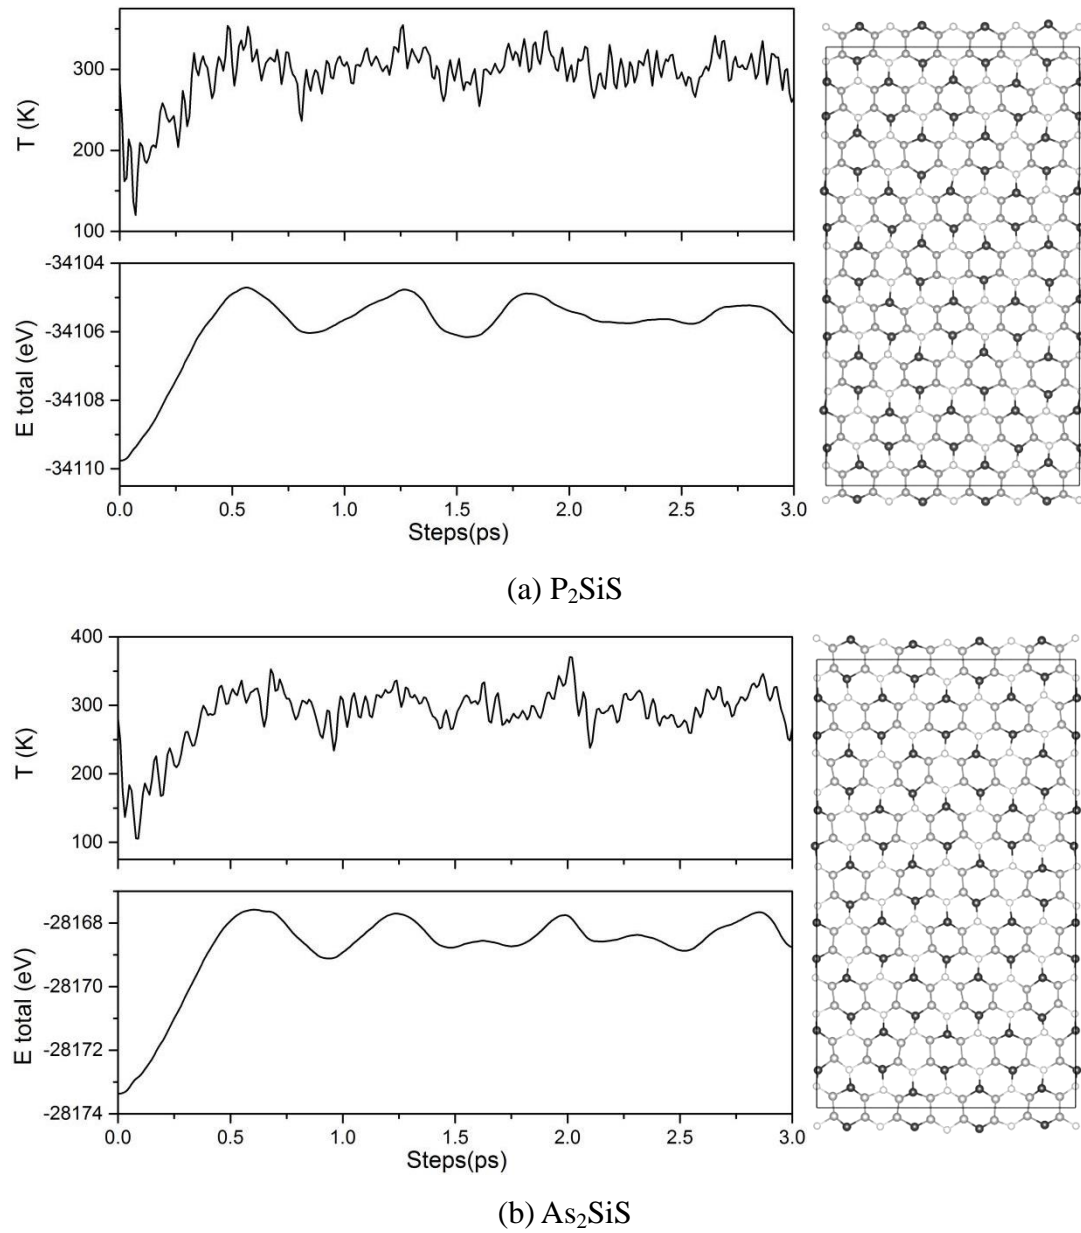 T (K)
300
200
100
E total (eV)
-34104
-34106
-34108
-34110
0.0 0.5 1.0 1.5 2.0 2.5 3.0
Steps(ps)
(a) P₂SiS
T (K)
400
300
200
100
E total (eV)
-28168
-28170
-28172
-28174
0.0 0.5 1.0 1.5 2.0 2.5 3.0
Steps(ps)
(b) As₂SiS